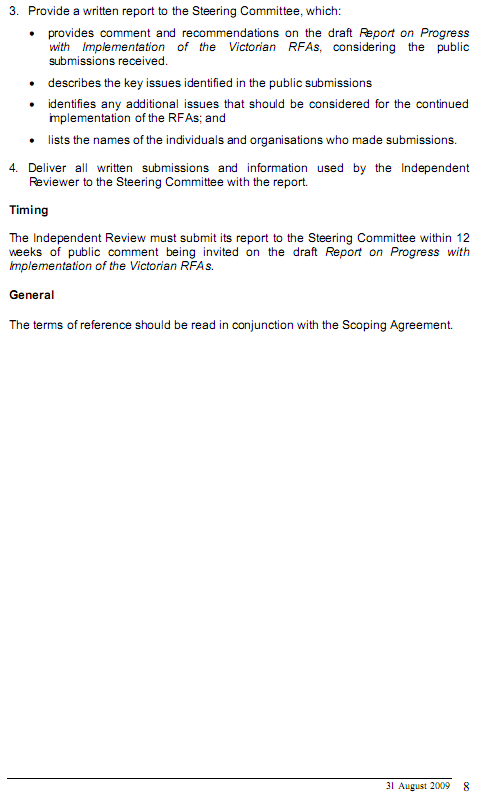 3. Provide a written report to the Steering Committee, which:
• provides comment and recommendations on the draft Report on Progress
with Implementation of the Victorian RFAs, considering the public
submissions received.
• describes the key issues identified in the public submissions
• identifies any additional issues that should be considered for the continued
implementation of the RFAs; and
• lists the names of the individuals and organisations who made submissions.
4. Deliver all written submissions and information used by the Independent
Reviewer to the Steering Committee with the report.
Timing
The Independent Review must submit its report to the Steering Committee within 12
weeks of public comment being invited on the draft Report on Progress with
Implementation of the Victorian RFAs.
General
The terms of reference should be read in conjunction with the Scoping Agreement.
31 August 2009 8